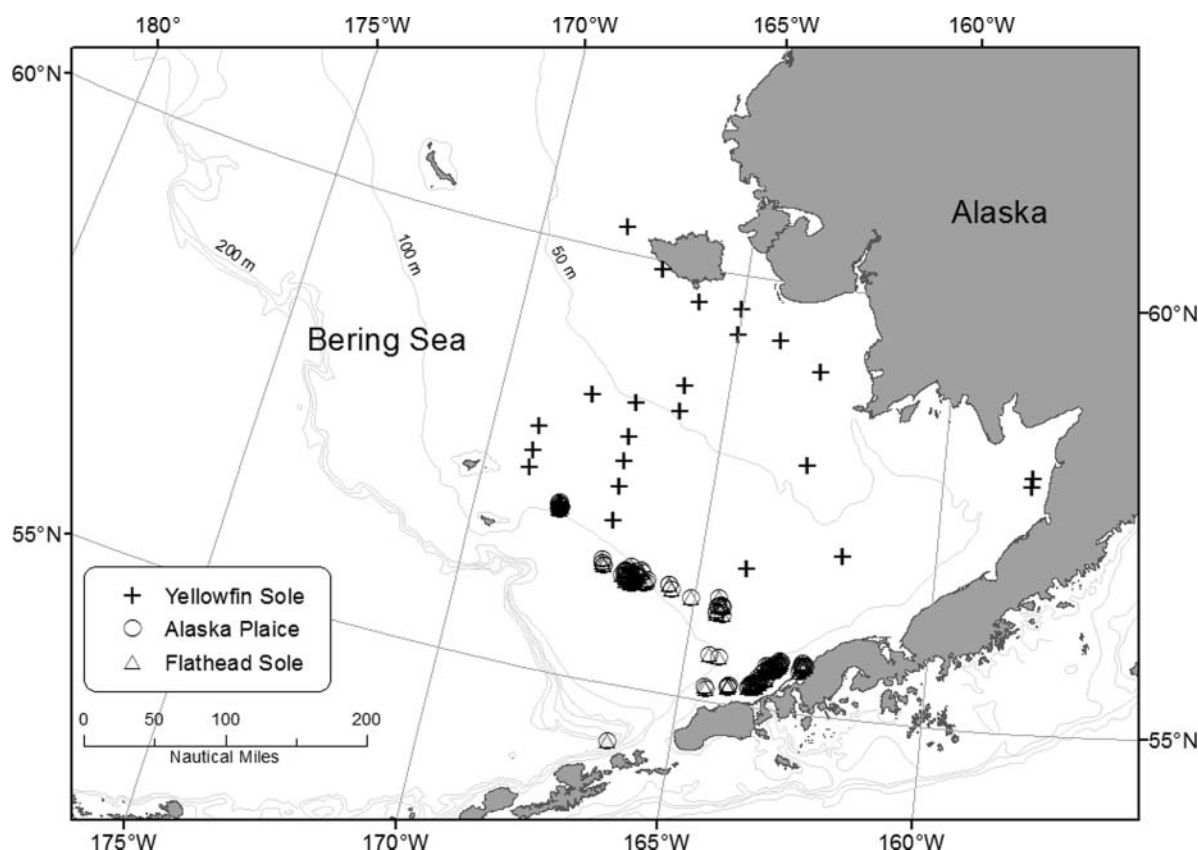 180° 175°W 170°W 165°W 160°W
60°N
Alaska
200 m
100 m
50 m
60°N
Bering Sea
55°N
Yellowfin Sole
Alaska Plaice
Flathead Sole
0 50 100 200
Nautical Miles
55°N
175°W 170°W 165°W 160°W